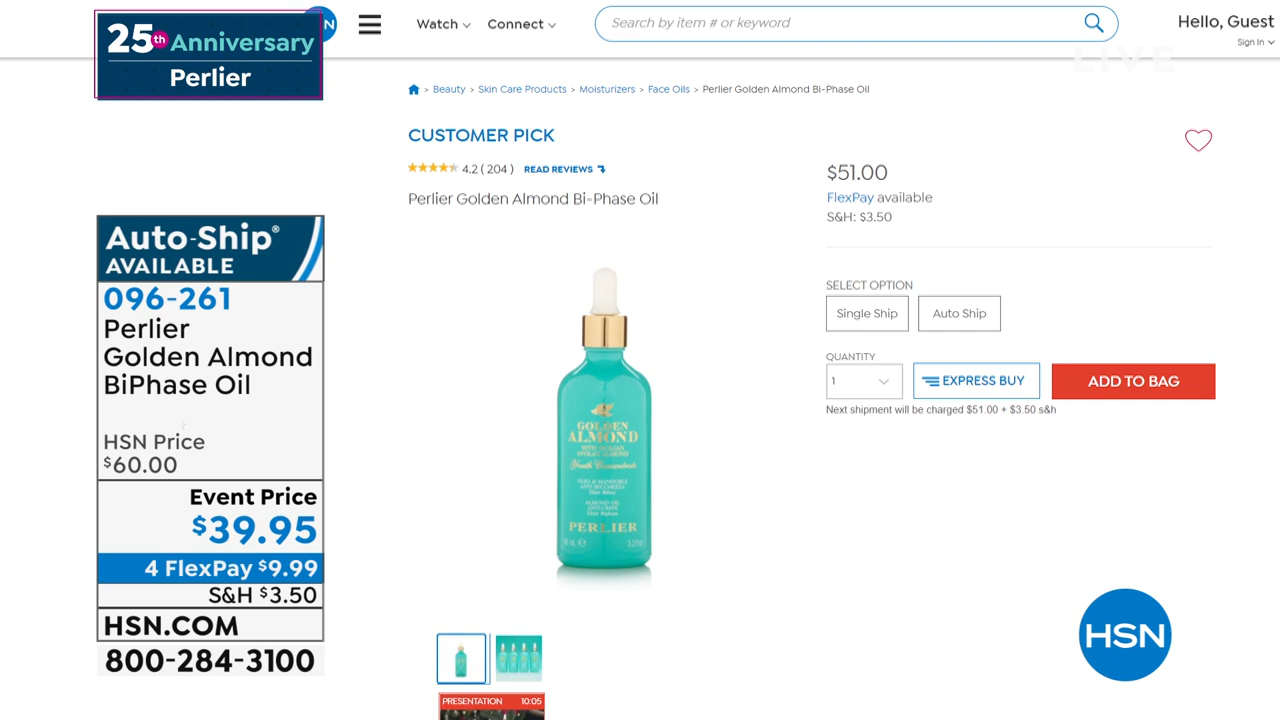 25th Anniversary
Perlier
N
Watch
Connect
Search by item # or keyword
Hello, Guest
Sign In
LIVE
> Beauty > Skin Care Products > Moisturizers > Face Oils > Perlier Golden Almond Bi-Phase Oil
CUSTOMER PICK
4.2 ( 204 ) READ REVIEWS
Perlier Golden Almond Bi-Phase Oil
$51.00
FlexPay available
S&H: $3.50
SELECT OPTION
Single Ship
Auto Ship
QUANTITY
1
EXPRESS BUY
ADD TO BAG
Next shipment will be charged $51.00 + $3.50 s&h
Auto-Ship®
AVAILABLE
096-261
Perlier
Golden Almond
BiPhase Oil
HSN Price
$60.00
Event Price
$39.95
4 FlexPay $9.99
S&H $3.50
HSN.COM
800-284-3100
GOLDEN
ALMOND
Youth Concentrate
PERLIER
HSN
PRESENTATION 10:05